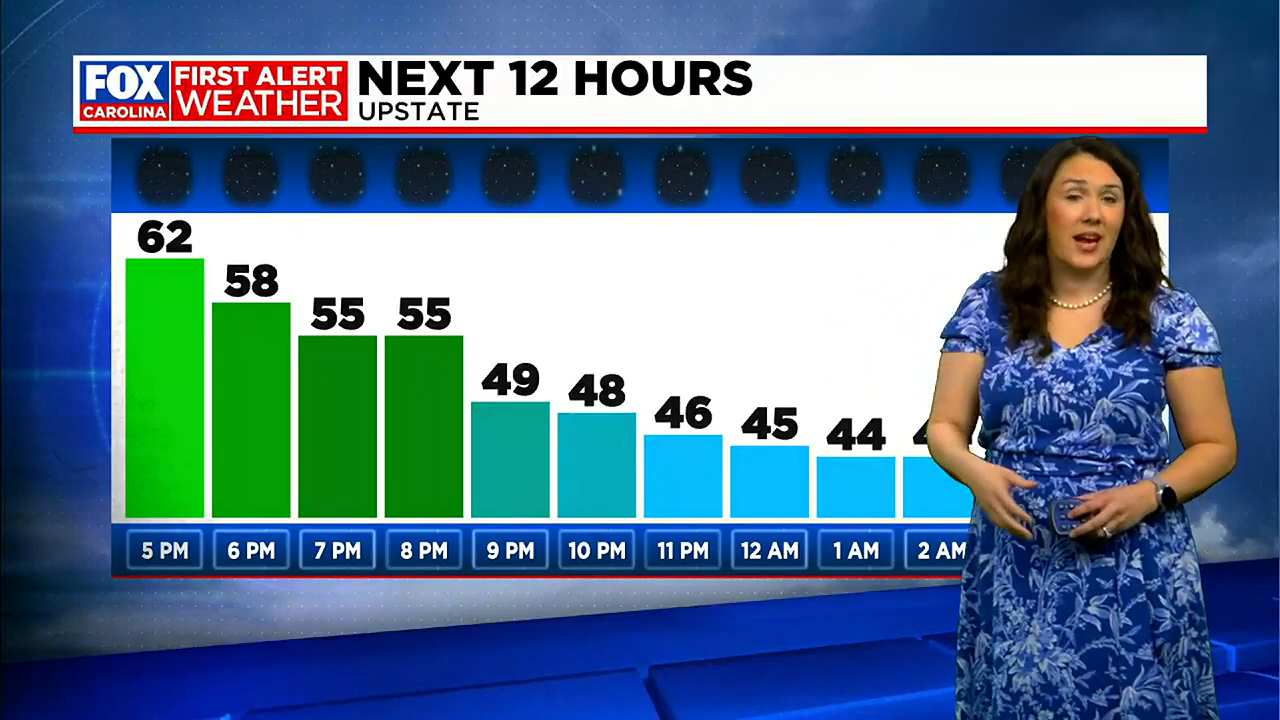 FOX
CAROLINA
FIRST ALERT
WEATHER
NEXT 12 HOURS
UPSTATE
62
58
55
55
49
48
46
45
44
5 PM
6 PM
7 PM
8 PM
9 PM
10 PM
11 PM
12 AM
1 AM
2 AM